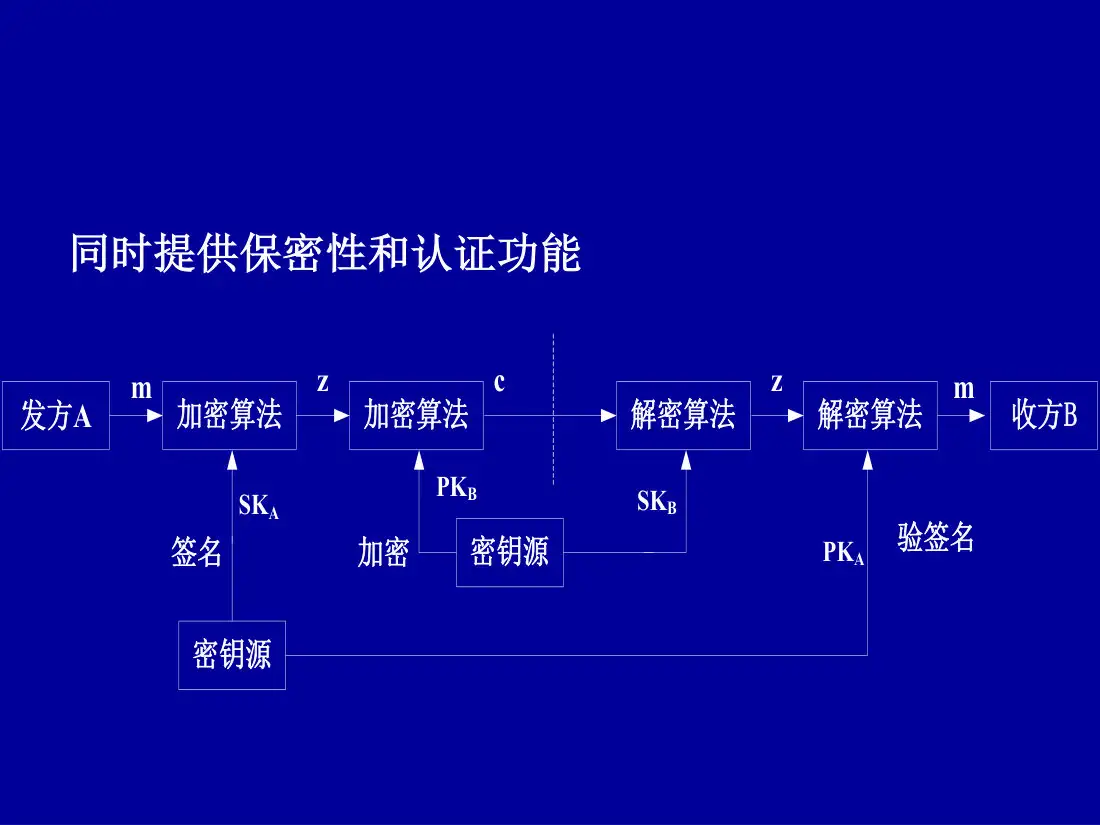 同时提供保密性和认证功能
发方A
m
加密算法
z
加密算法
c
解密算法
z
解密算法
m
收方B
SKA
PKB
SKB
PKA
签名
加密
密钥源
验签名
密钥源